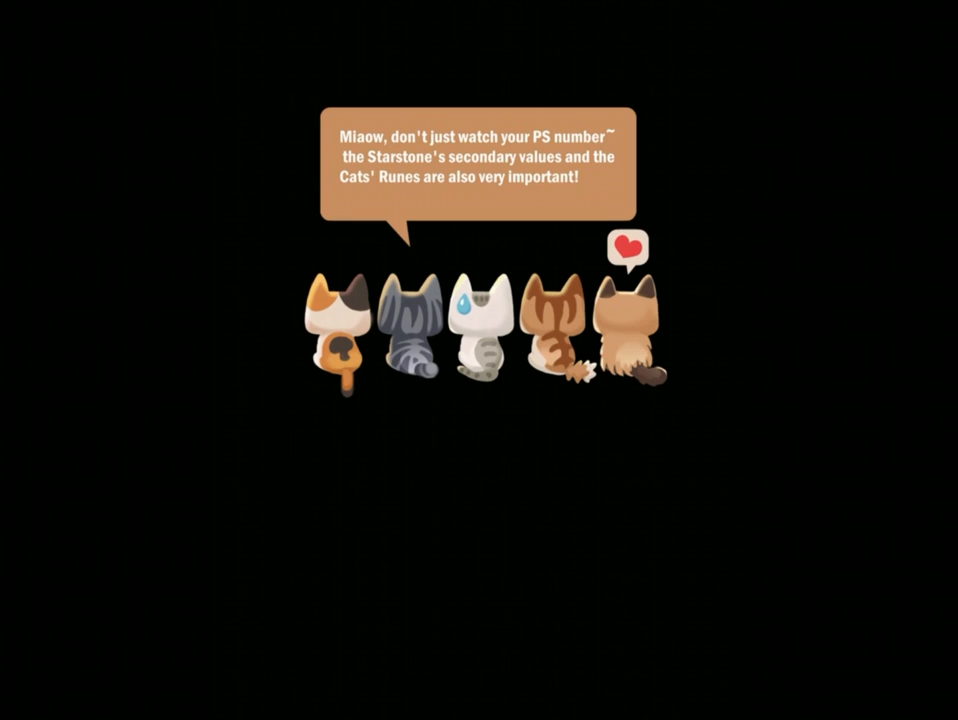 Miaow, don't just watch your PS number~
the Starstone's secondary values and the
Cats' Runes are also very important!